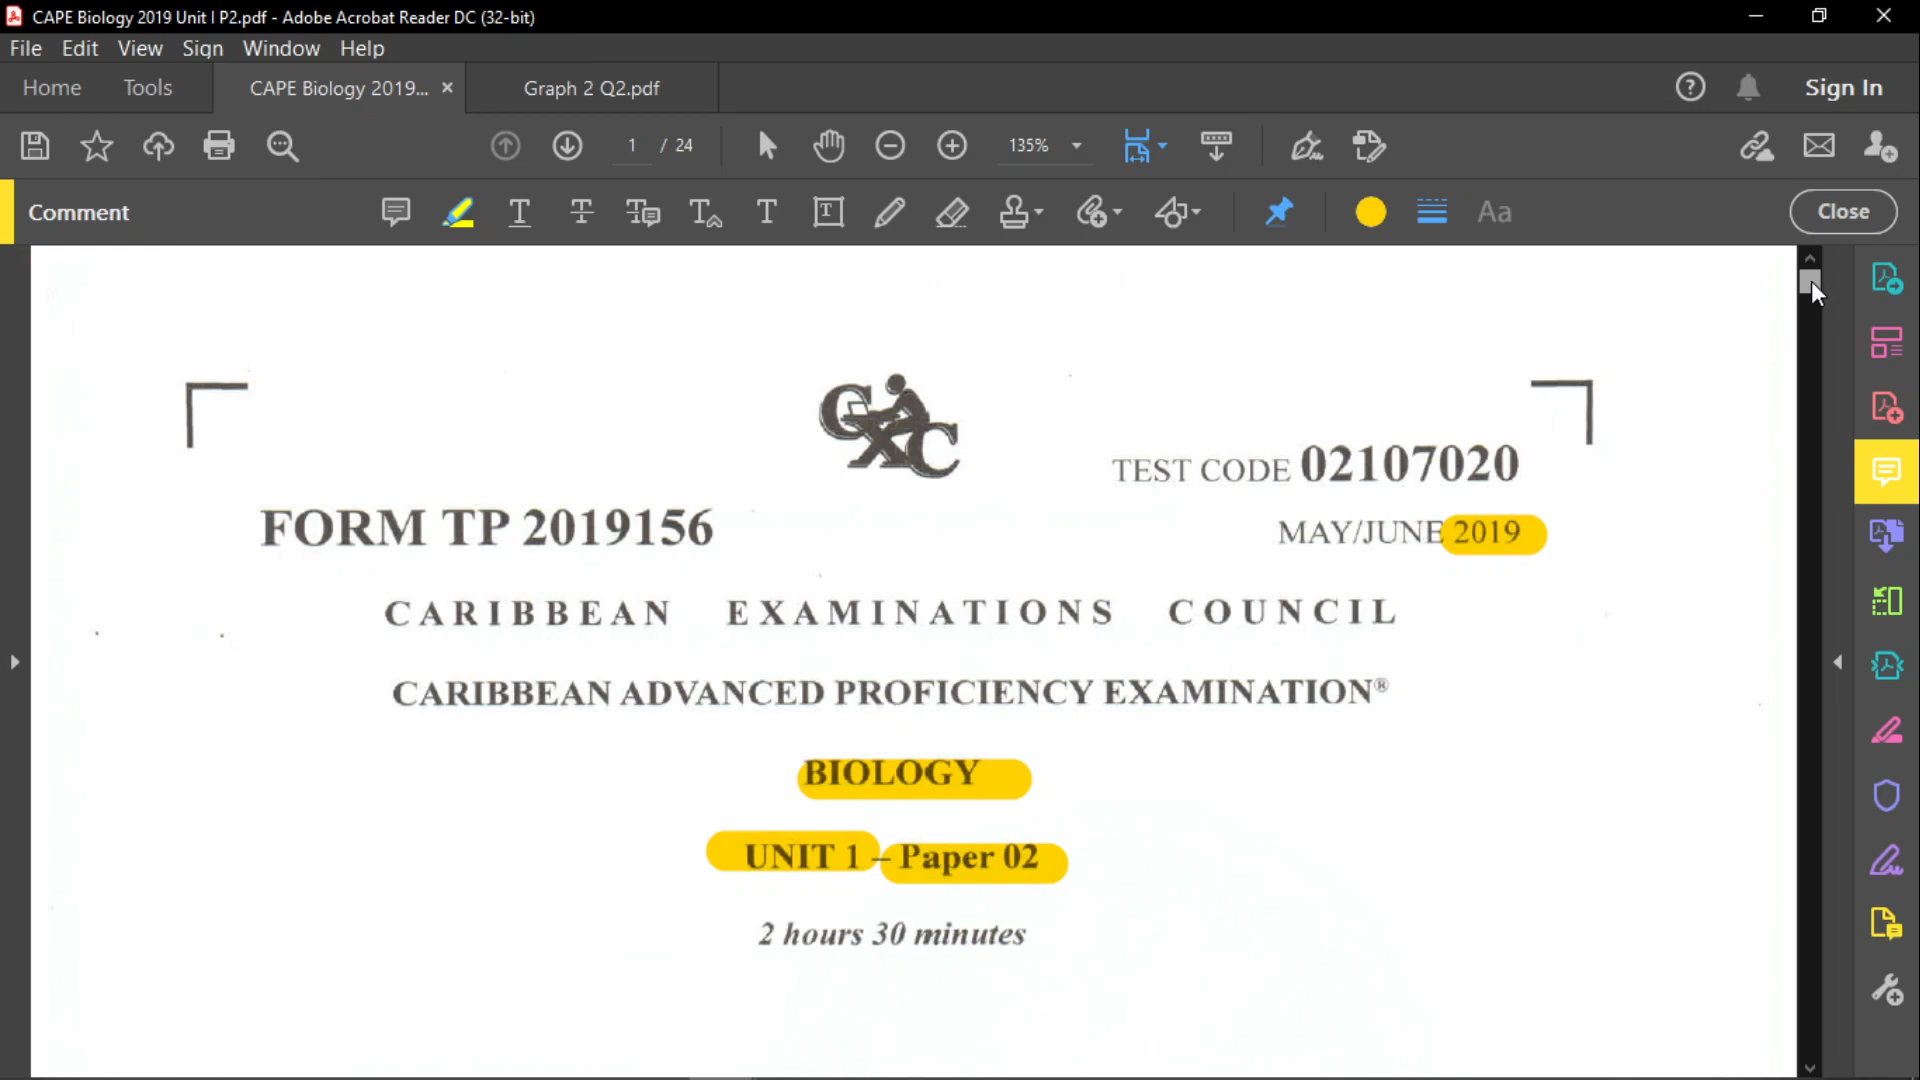 CAPE Biology 2019 Unit I P2.pdf - Adobe Acrobat Reader DC (32-bit)
File Edit View Sign Window Help
Home Tools CAPE Biology 2019... × Graph 2 Q2.pdf Sign In
1 / 24 135%
Comment Aa Close
CXC
TEST CODE 02107020
FORM TP 2019156
MAY/JUNE 2019
CARIBBEAN EXAMINATIONS COUNCIL
CARIBBEAN ADVANCED PROFICIENCY EXAMINATION®
BIOLOGY
UNIT 1 – Paper 02
2 hours 30 minutes